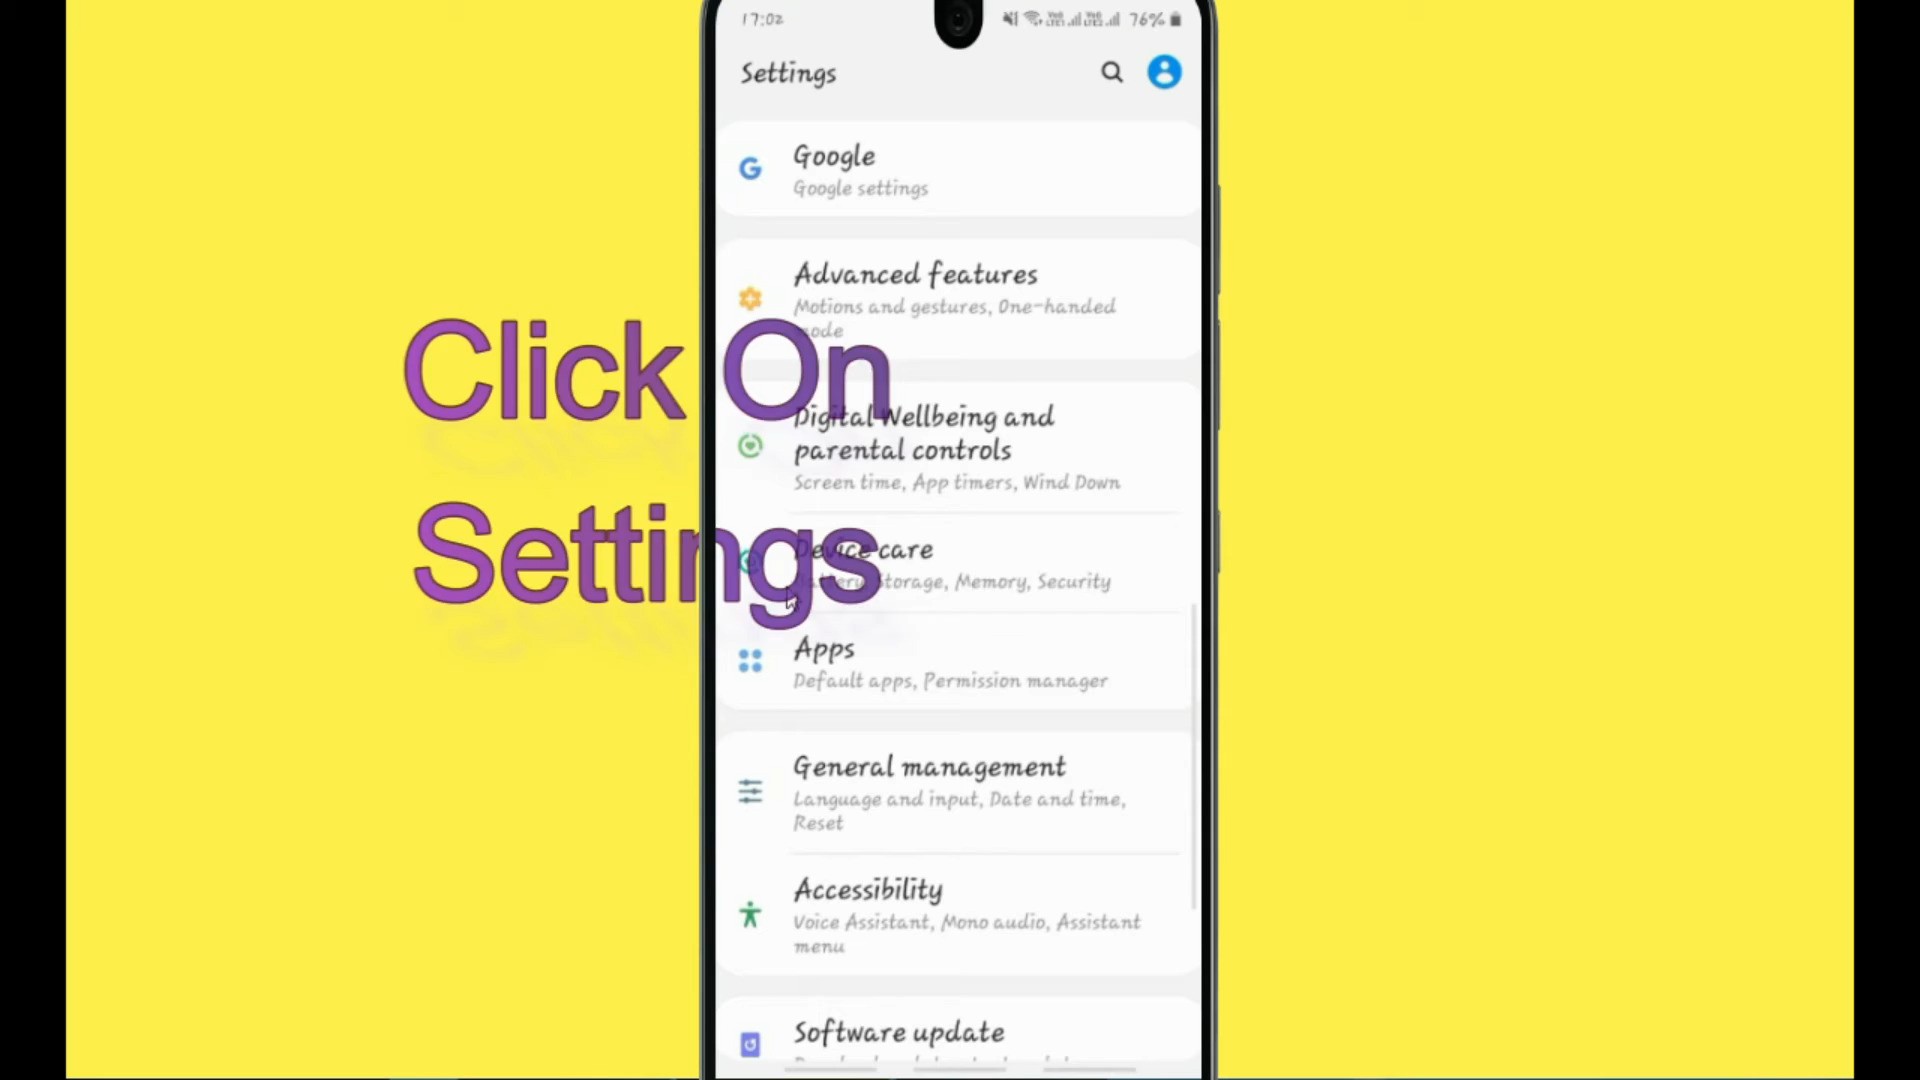 17:02
76%
Settings
Google
Google settings
Advanced features
Motions and gestures, One-handed
mode
Click On
Settings
Digital Wellbeing and
parental controls
Screen time, App timers, Wind Down
Device care
Battery, Storage, Memory, Security
Apps
Default apps, Permission manager
General management
Language and input, Date and time,
Reset
Accessibility
Voice Assistant, Mono audio, Assistant
menu
Software update